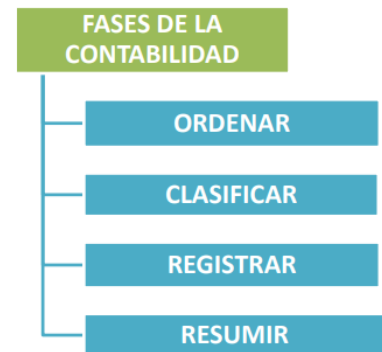 FASES DE LA
CONTABILIDAD
ORDENAR
CLASIFICAR
REGISTRAR
RESUMIR